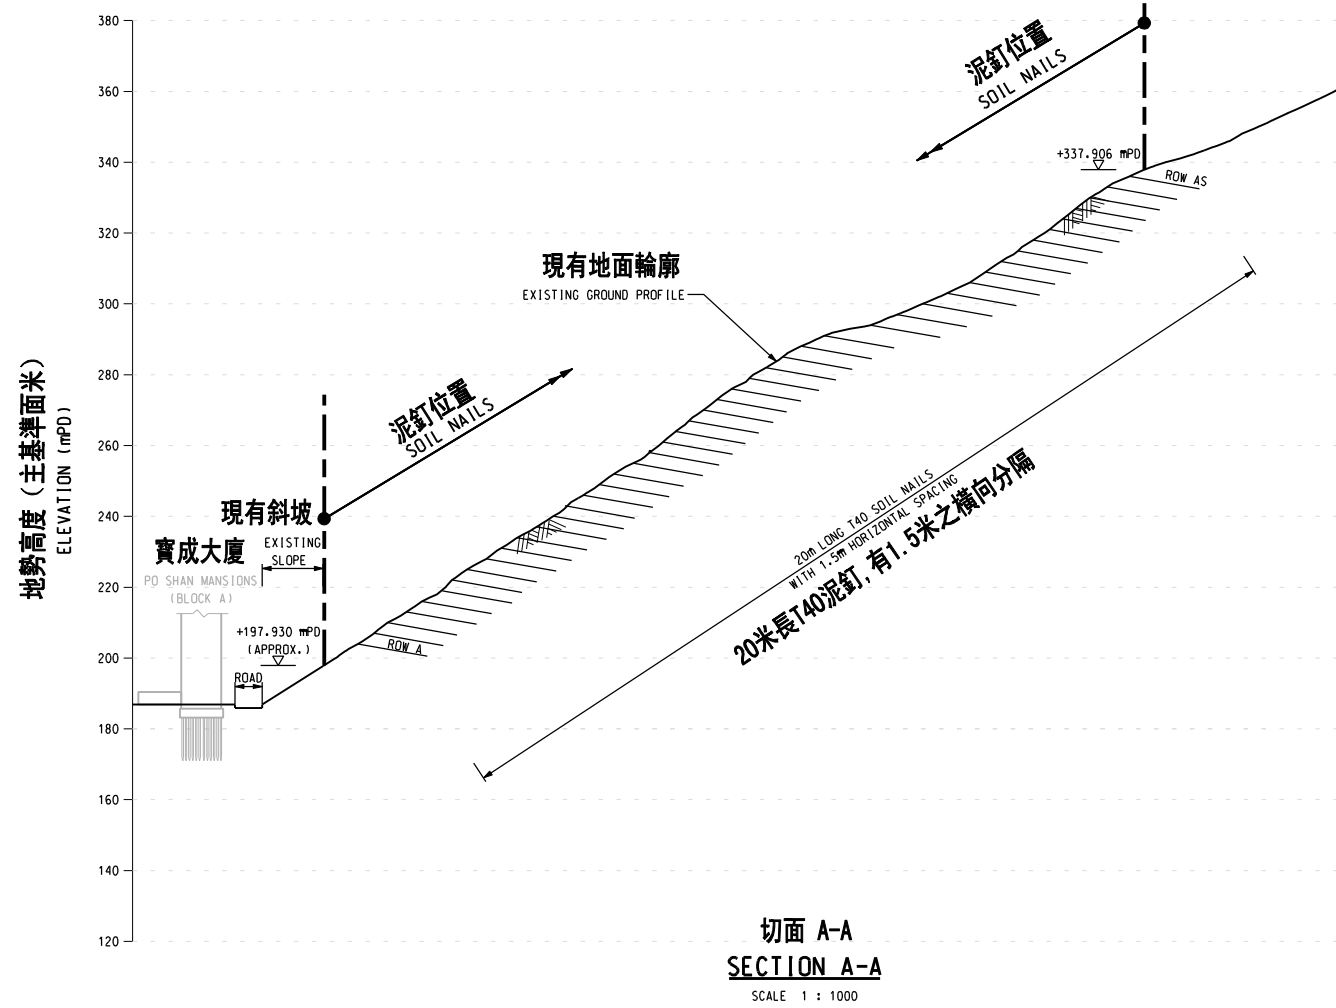 380
360
340
320
300
280
260
240
220
200
180
160
140
120
地勢高度（主基準面米）
ELEVATION (mPD)
泥釘位置
SOIL NAILS
+337.906 mPD
ROW AS
現有地面輪廓
EXISTING GROUND PROFILE
泥釘位置
SOIL NAILS
現有斜坡
EXISTING
SLOPE
寶成大廈
PO SHAN MANSIONS
(BLOCK A)
+197.930 mPD
(APPROX.)
ROAD
ROW A
20m LONG T40 SOIL NAILS
WITH 1.5m HORIZONTAL SPACING
20米長T40泥釘, 有1.5米之橫向分隔
切面 A-A
SECTION A-A
SCALE 1 : 1000